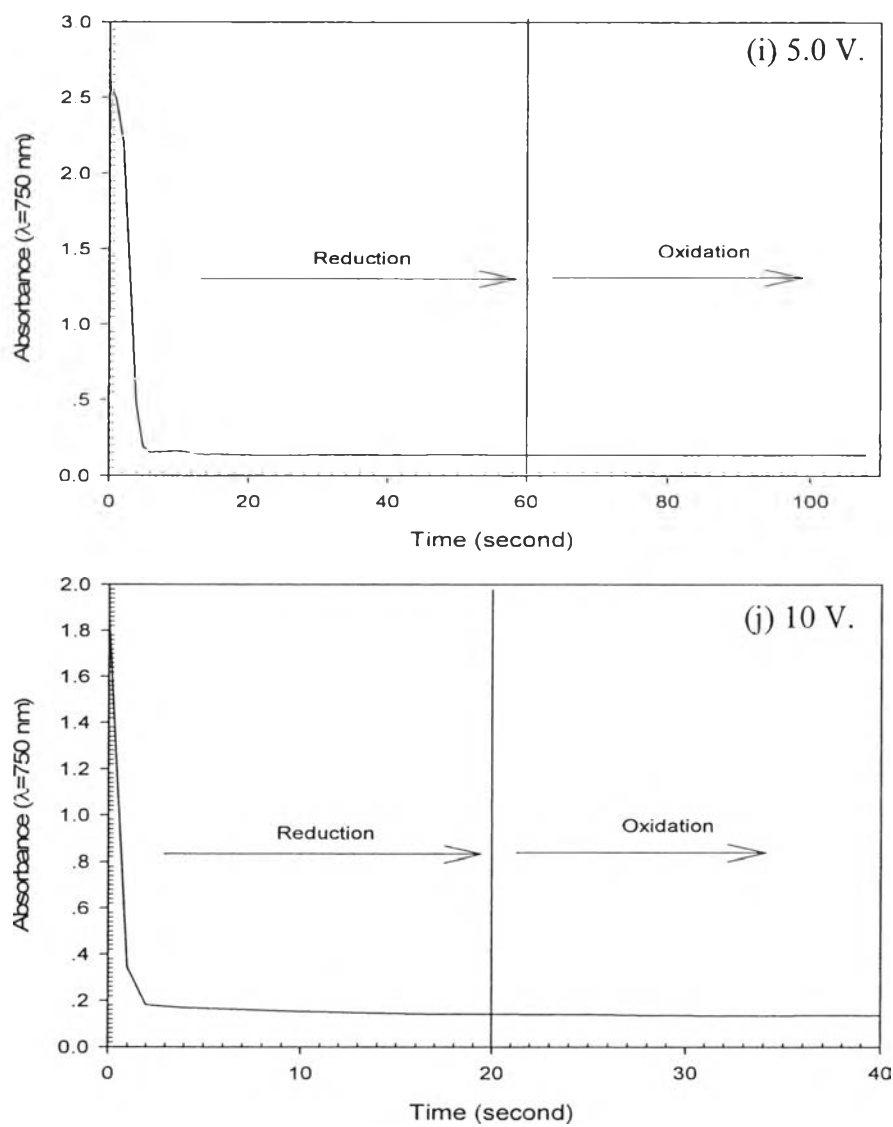 (i) 5.0 V.
3.0
2.5
2.0
1.5
1.0
.5
0.0
Absorbance (λ=750 nm)
Reduction
Oxidation
0 20 40 60 80 100
Time (second)
(j) 10 V.
2.0
1.8
1.6
1.4
1.2
1.0
.8
.6
.4
.2
0.0
Absorbance (λ=750 nm)
Reduction
Oxidation
0 10 20 30 40
Time (second)